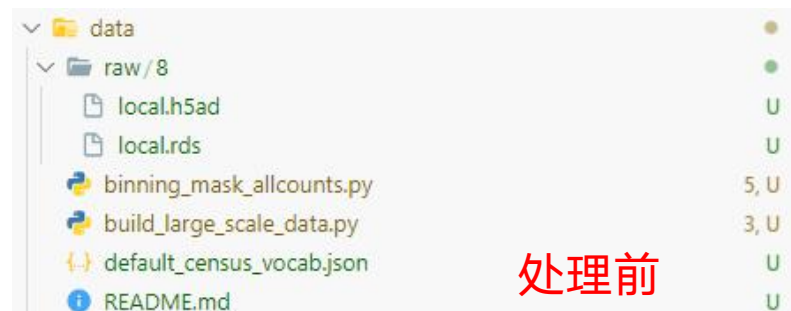 data
raw/8
local.h5ad U
local.rds U
binning_mask_allcounts.py 5, U
build_large_scale_data.py 3, U
{..} default_census_vocab.json U
README.md U
处理前